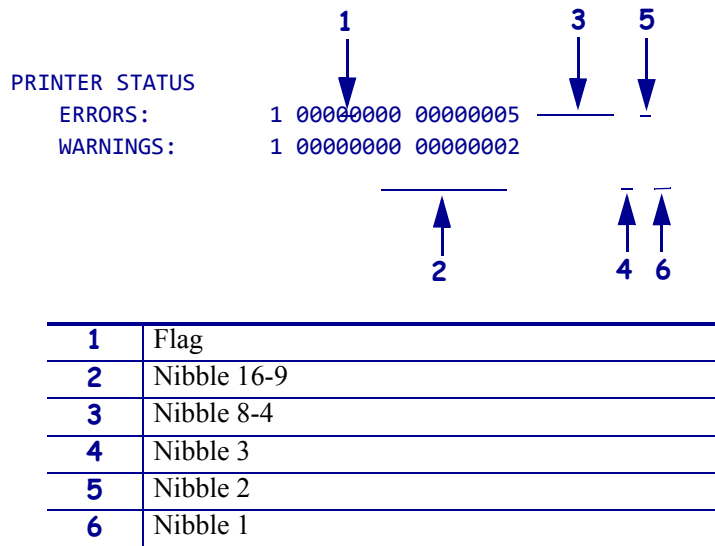 1 3 5
PRINTER STATUS
ERRORS: 1 00000000 00000005
WARNINGS: 1 00000000 00000002
2 4 6
1 Flag
2 Nibble 16-9
3 Nibble 8-4
4 Nibble 3
5 Nibble 2
6 Nibble 1